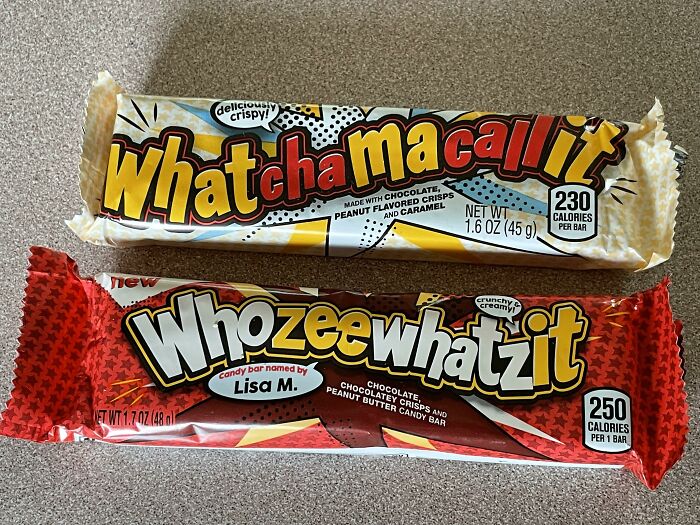 deliciously
crispy!
whatchamacallit
MADE WITH CHOCOLATE,
PEANUT FLAVORED CRISPS
AND CARAMEL
NET WT
1.6 OZ (45 g)
230
CALORIES
PER BAR
new
crunchy &
creamy!
Whozeewhatzit
Candy bar named by
Lisa M.
CHOCOLATE,
CHOCOLATEY CRISPS AND
PEANUT BUTTER CANDY BAR
NET WT 1.7 OZ (48 g)
250
CALORIES
PER 1 BAR